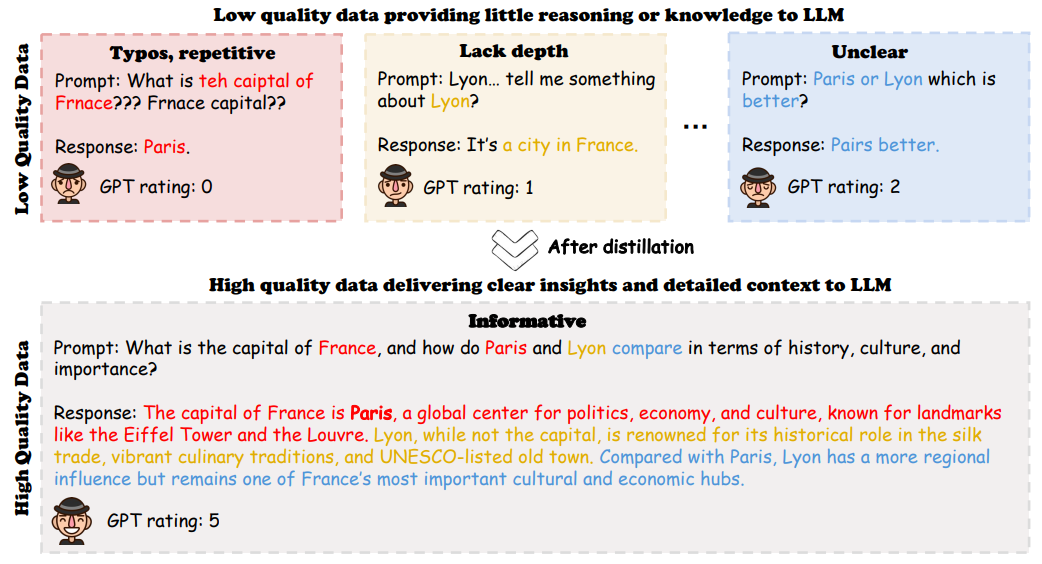 Low quality data providing little reasoning or knowledge to LLM
Low Quality Data
Typos, repetitive
Prompt: What is teh caiptal of
Frnace??? Frnace capital??
Response: Paris.
GPT rating: 0
Lack depth
Prompt: Lyon... tell me something
about Lyon?
Response: It's a city in France.
GPT rating: 1
...
Unclear
Prompt: Paris or Lyon which is
better?
Response: Pairs better.
GPT rating: 2
After distillation
High quality data delivering clear insights and detailed context to LLM
High Quality Data
Informative
Prompt: What is the capital of France, and how do Paris and Lyon compare in terms of history, culture, and
importance?
Response: The capital of France is Paris, a global center for politics, economy, and culture, known for landmarks
like the Eiffel Tower and the Louvre. Lyon, while not the capital, is renowned for its historical role in the silk
trade, vibrant culinary traditions, and UNESCO-listed old town. Compared with Paris, Lyon has a more regional
influence but remains one of France's most important cultural and economic hubs.
GPT rating: 5